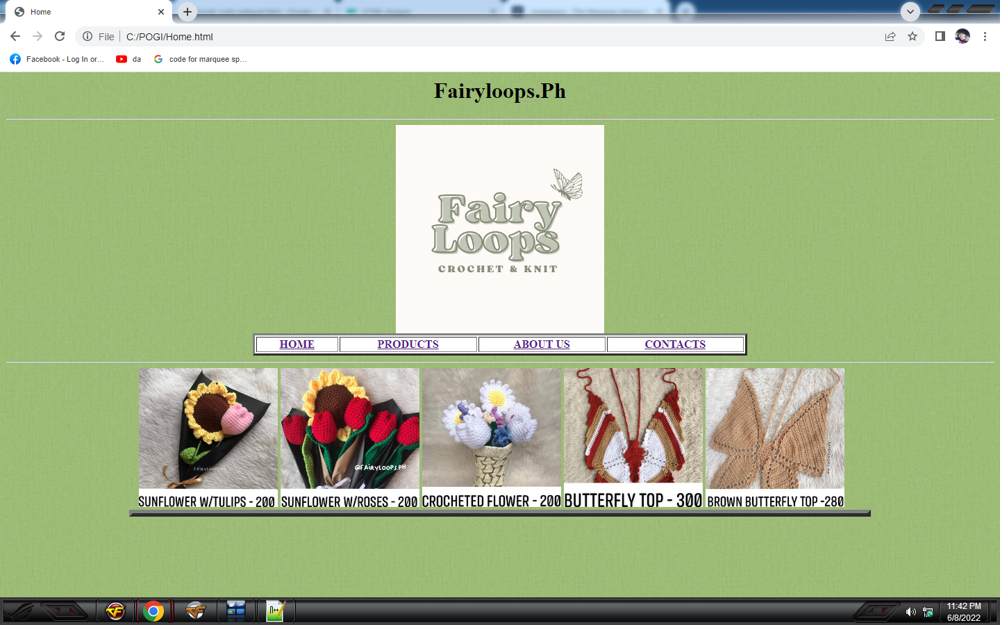 Home
File
C:/POGI/Home.html
Facebook - Log In or...
da
code for marquee sp...
Fairyloops.Ph
Fairy
Loops
CROCHET & KNIT
HOME PRODUCTS ABOUT US CONTACTS
FAIRYLOOPS.PH
@FAIRYLOOPS.PH
SUNFLOWER W/TULIPS - 200
SUNFLOWER W/ROSES - 200
CROCHETED FLOWER - 200
BUTTERFLY TOP - 300
BROWN BUTTERFLY TOP -280
11:42 PM
6/8/2022